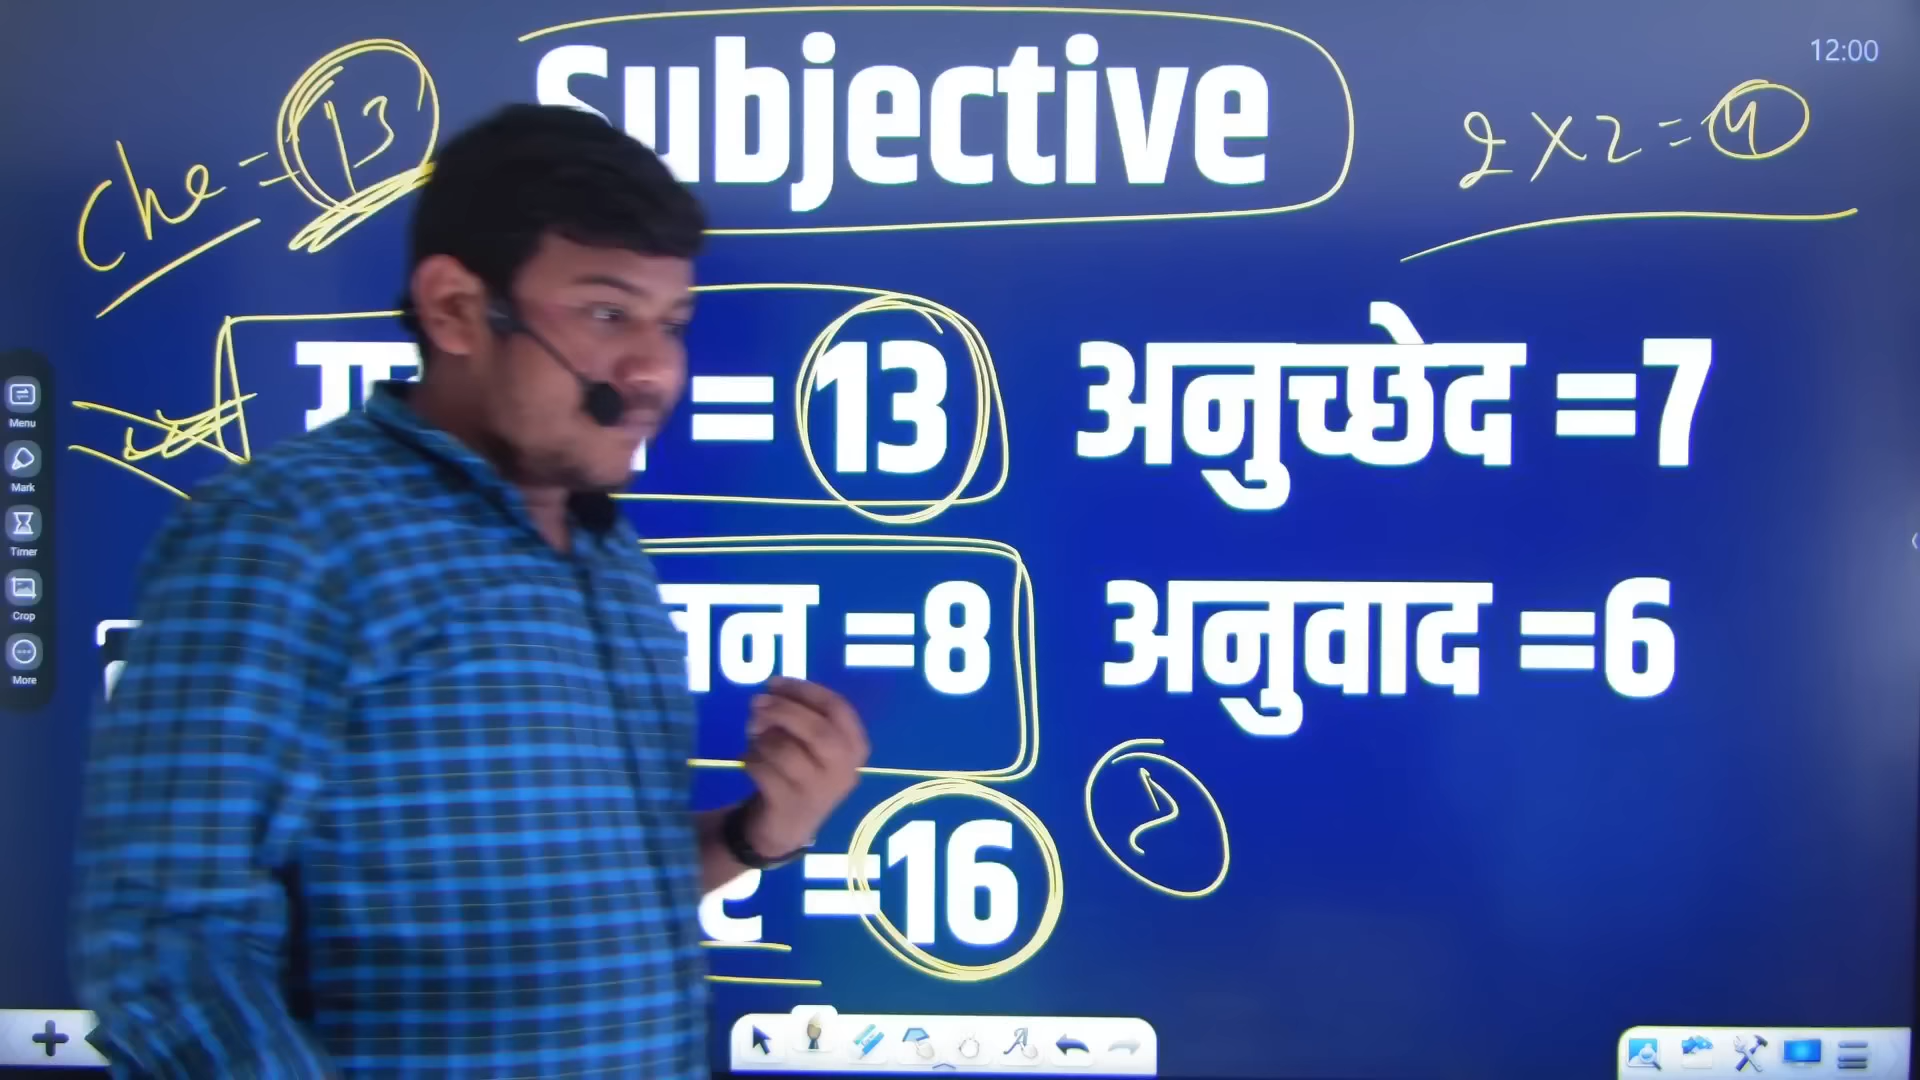 Subjective
12:00
Che = 13
2 X 2 = 4
= 13
अनुच्छेद =7
=8
अनुवाद =6
=16
2
Menu
Mark
Timer
Crop
More